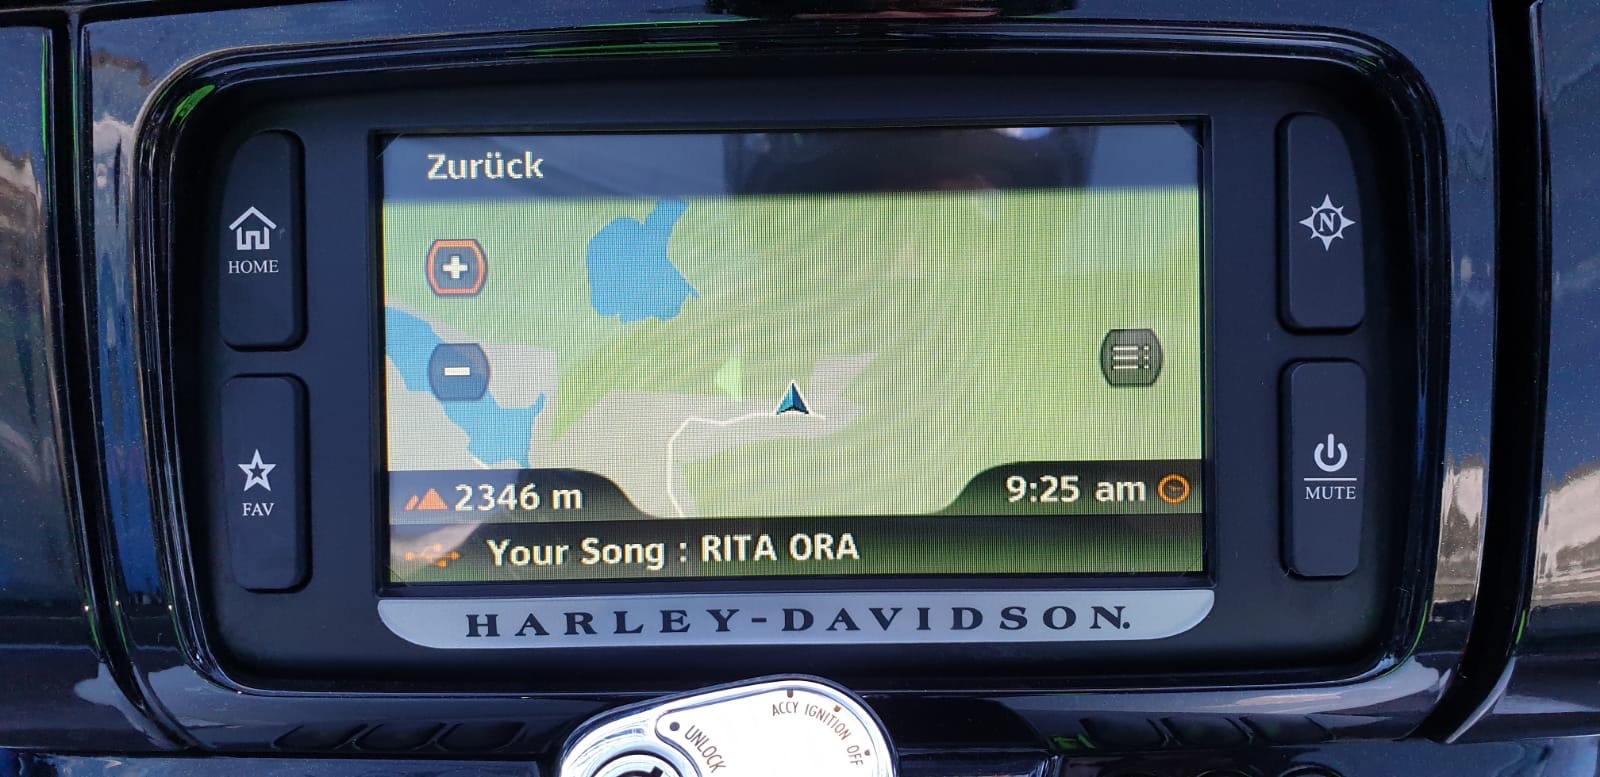 Zurück
HOME
N
FAV
2346 m
9:25 am
MUTE
Your Song : RITA ORA
HARLEY-DAVIDSON.
UNLOCK
ACCY IGNITION OFF